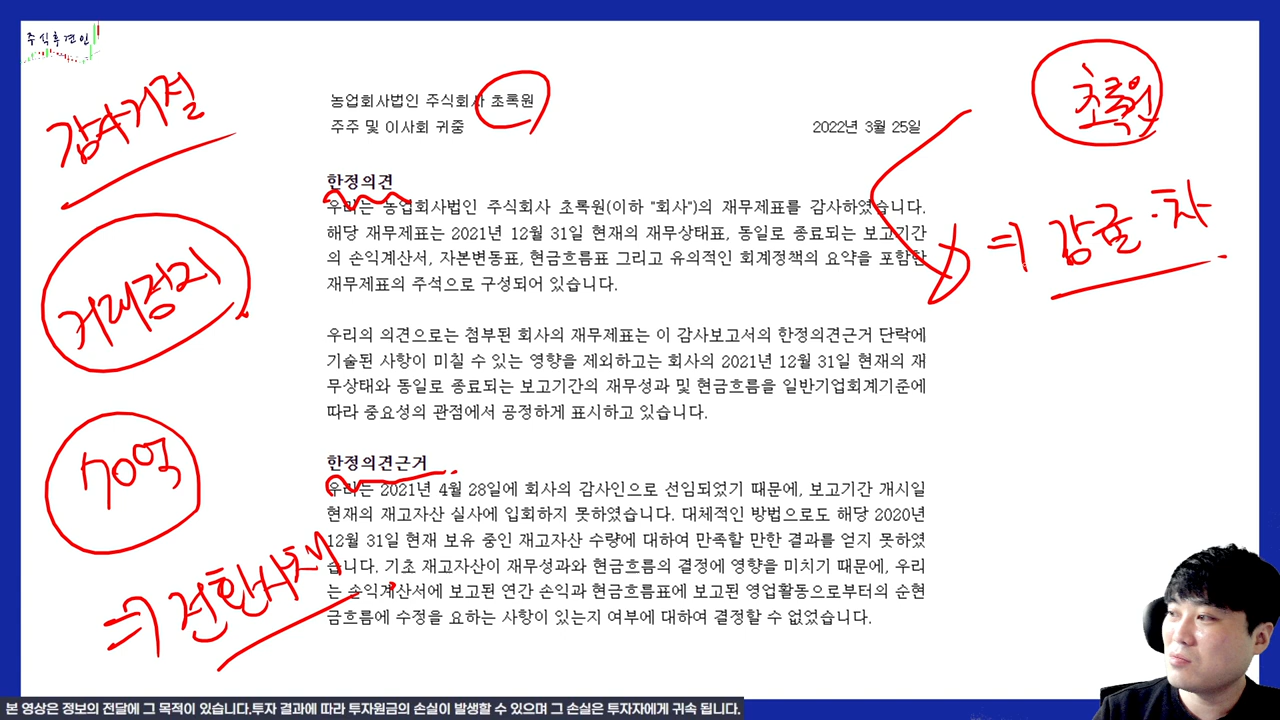 주식후견인
감사거절
거래정지
70억
=> 전환사채
농업회사법인 주식회사 초록원
주주 및 이사회 귀중
2022년 3월 25일
한정의견
우리는 농업회사법인 주식회사 초록원(이하 "회사")의 재무제표를 감사하였습니다.
해당 재무제표는 2021년 12월 31일 현재의 재무상태표, 동일로 종료되는 보고기간
의 손익계산서, 자본변동표, 현금흐름표 그리고 유의적인 회계정책의 요약을 포함한
재무제표의 주석으로 구성되어 있습니다.
우리의 의견으로는 첨부된 회사의 재무제표는 이 감사보고서의 한정의견근거 단락에
기술된 사항이 미칠 수 있는 영향을 제외하고는 회사의 2021년 12월 31일 현재의 재
무상태와 동일로 종료되는 보고기간의 재무성과 및 현금흐름을 일반기업회계기준에
따라 중요성의 관점에서 공정하게 표시하고 있습니다.
한정의견근거
우리는 2021년 4월 28일에 회사의 감사인으로 선임되었기 때문에, 보고기간 개시일
현재의 재고자산 실사에 입회하지 못하였습니다. 대체적인 방법으로도 해당 2020년
12월 31일 현재 보유 중인 재고자산 수량에 대하여 만족할 만한 결과를 얻지 못하였
습니다. 기초 재고자산이 재무성과와 현금흐름의 결정에 영향을 미치기 때문에, 우리
는 손익계산서에 보고된 연간 손익과 현금흐름표에 보고된 영업활동으로부터의 순현
금흐름에 수정을 요하는 사항이 있는지 여부에 대하여 결정할 수 없었습니다.
초록원
본 영상은 정보의 전달에 그 목적이 있습니다.투자 결과에 따라 투자원금의 손실이 발생할 수 있으며 그 손실은 투자자에게 귀속 됩니다.